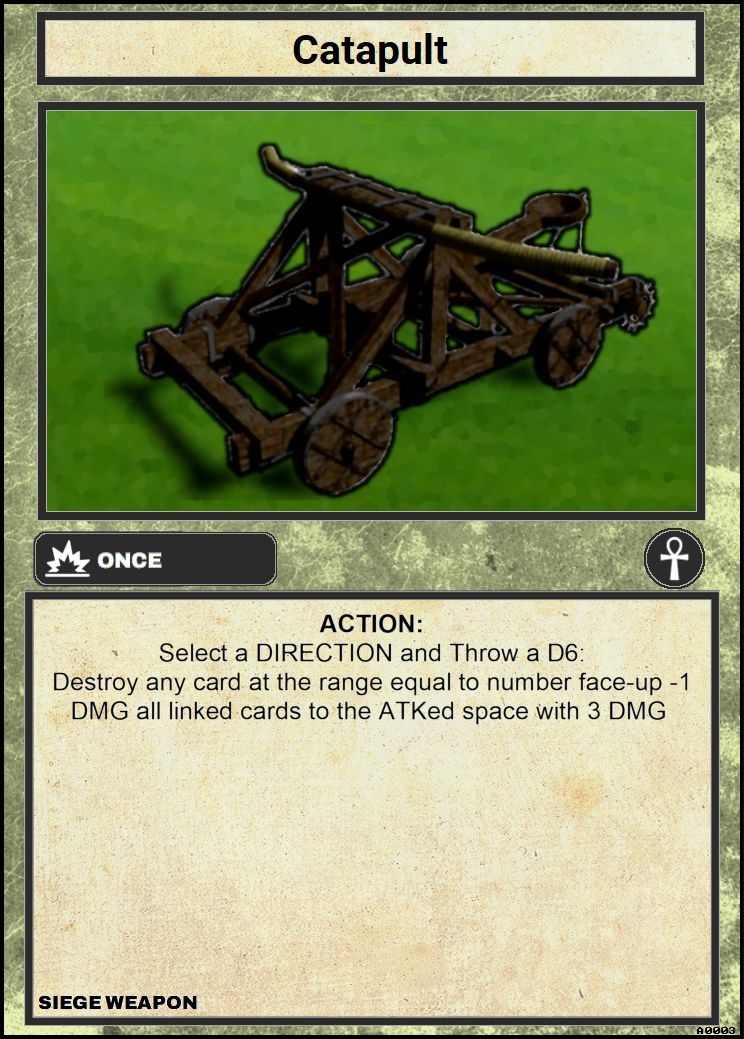 Catapult
ONCE
ACTION:
Select a DIRECTION and Throw a D6:
Destroy any card at the range equal to number face-up -1
DMG all linked cards to the ATKed space with 3 DMG
SIEGE WEAPON
A0003